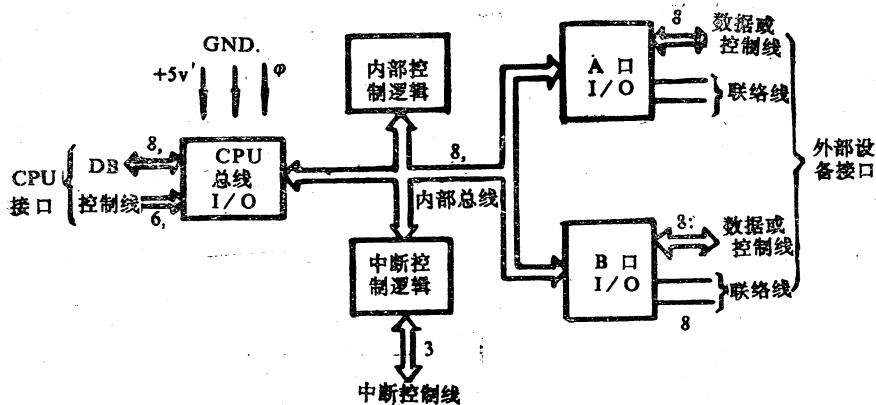 GND.
+5v'
φ
内部控
制逻辑
A 口
I/O
8
数据或
控制线
联络线
CPU
接口
DB
8,
控制线
6,
CPU
总线
I/O
8,
内部总线
中断控
制逻辑
3
中断控制线
B 口
I/O
8:
数据或
控制线
联络线
8
外部设
备接口